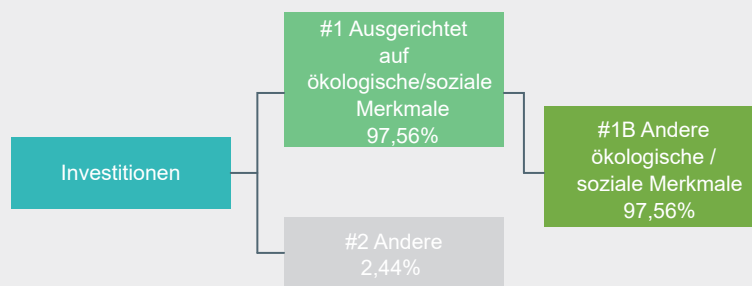 #1 Ausgerichtet
auf
ökologische/soziale
Merkmale
97,56%
Investitionen
#1B Andere
ökologische /
soziale Merkmale
97,56%
#2 Andere
2,44%